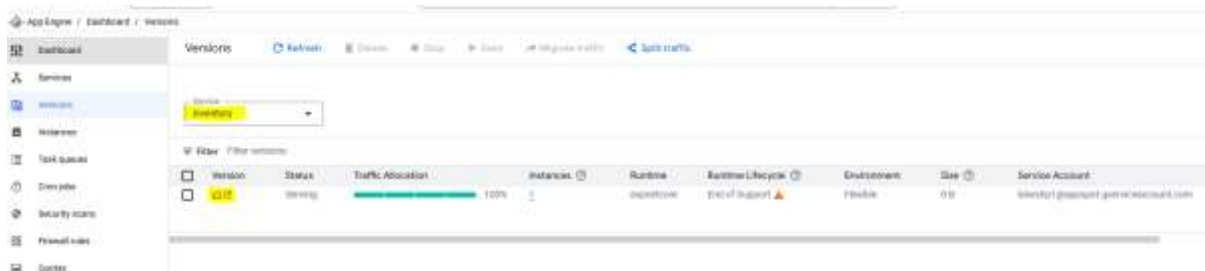 App Engine / Dashboard / Versions
Dashboard
Versions
Refresh
Delete
Stop
Start
Migrate traffic
Split traffic
Services
Versions
Service
inventory
Instances
Filter
Filter versions
Task queues
Version
Status
Traffic Allocation
Instances
Runtime
Runtime Lifecycle
Environment
Size
Service Account
Cron jobs
Serving
100%
aspnetcore
End of Support
Flexible
0 B
Security scans
Firewall rules
Quotas